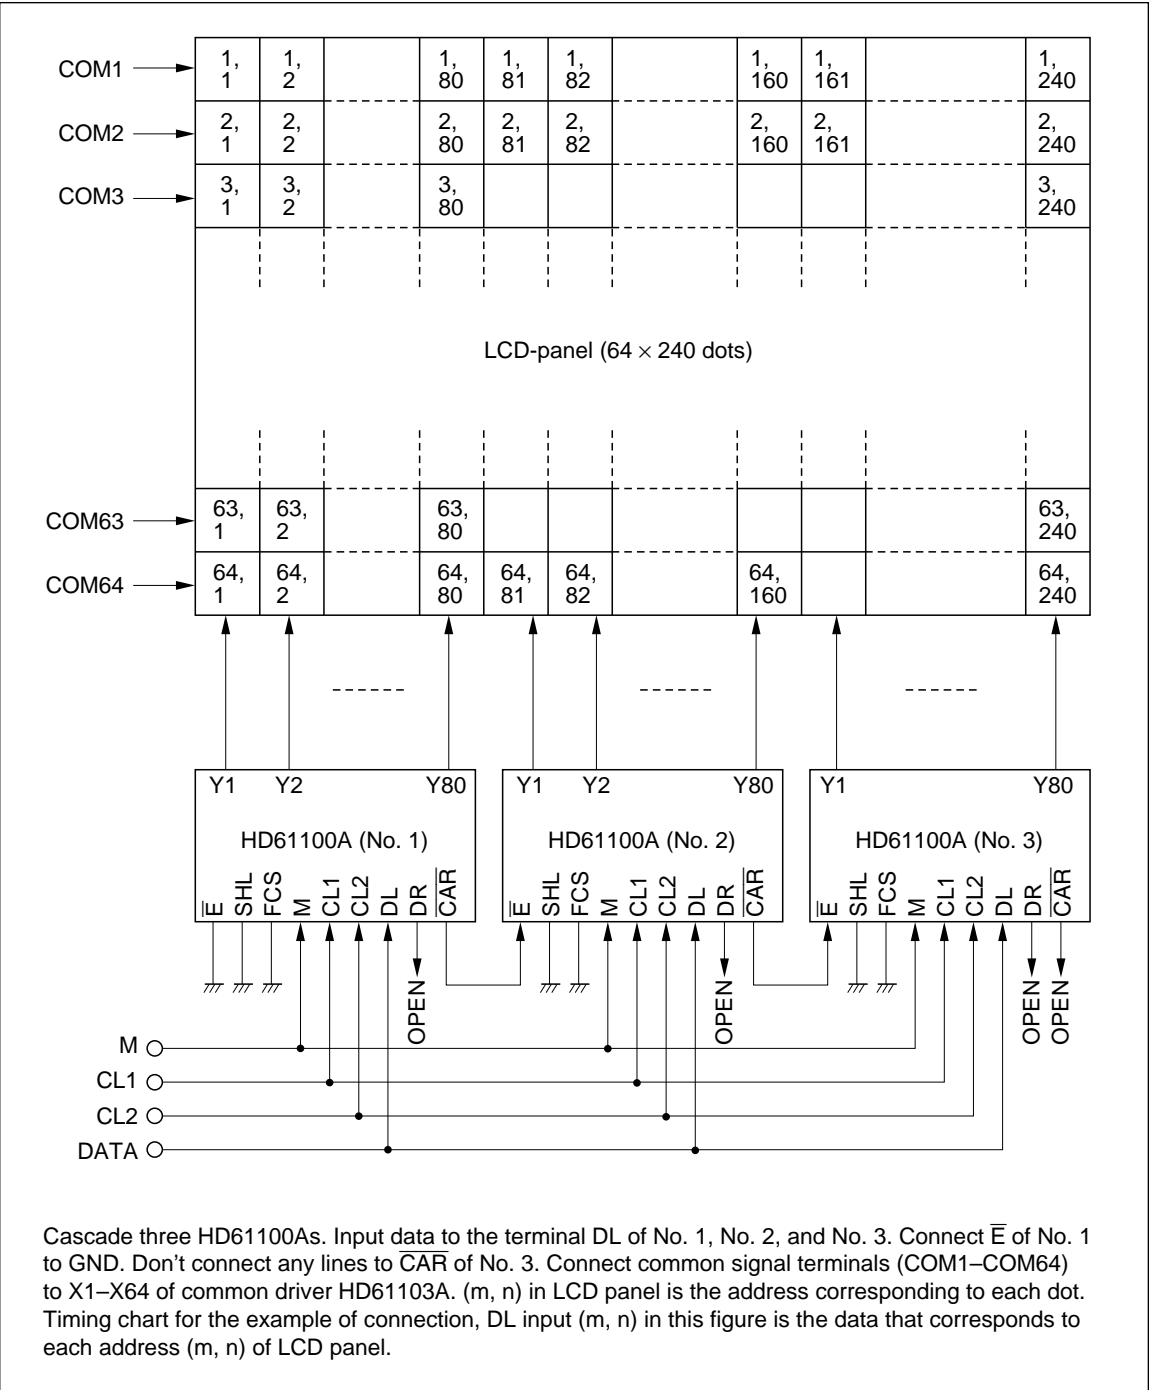 COM1 1, 1, 1, 1, 1, 1, 1, 1,
1 2 80 81 82 160 161 240
COM2 2, 2, 2, 2, 2, 2, 2, 2,
1 2 80 81 82 160 161 240
COM3 3, 3, 3, 3,
1 2 80 240
LCD-panel (64 × 240 dots)
COM63 63, 63, 63, 63,
1 2 80 240
COM64 64, 64, 64, 64, 64, 64, 64,
1 2 80 81 82 160 240
Y1 Y2 Y80 Y1 Y2 Y80 Y1 Y80
HD61100A (No. 1) HD61100A (No. 2) HD61100A (No. 3)
E̅ SHL FCS M CL1 CL2 DL DR C̅A̅R̅ E̅ SHL FCS M CL1 CL2 DL DR C̅A̅R̅ E̅ SHL FCS M CL1 CL2 DL DR C̅A̅R̅
OPEN OPEN OPEN OPEN
M
CL1
CL2
DATA
Cascade three HD61100As. Input data to the terminal DL of No. 1, No. 2, and No. 3. Connect E̅ of No. 1
to GND. Don't connect any lines to C̅A̅R̅ of No. 3. Connect common signal terminals (COM1–COM64)
to X1–X64 of common driver HD61103A. (m, n) in LCD panel is the address corresponding to each dot.
Timing chart for the example of connection, DL input (m, n) in this figure is the data that corresponds to
each address (m, n) of LCD panel.